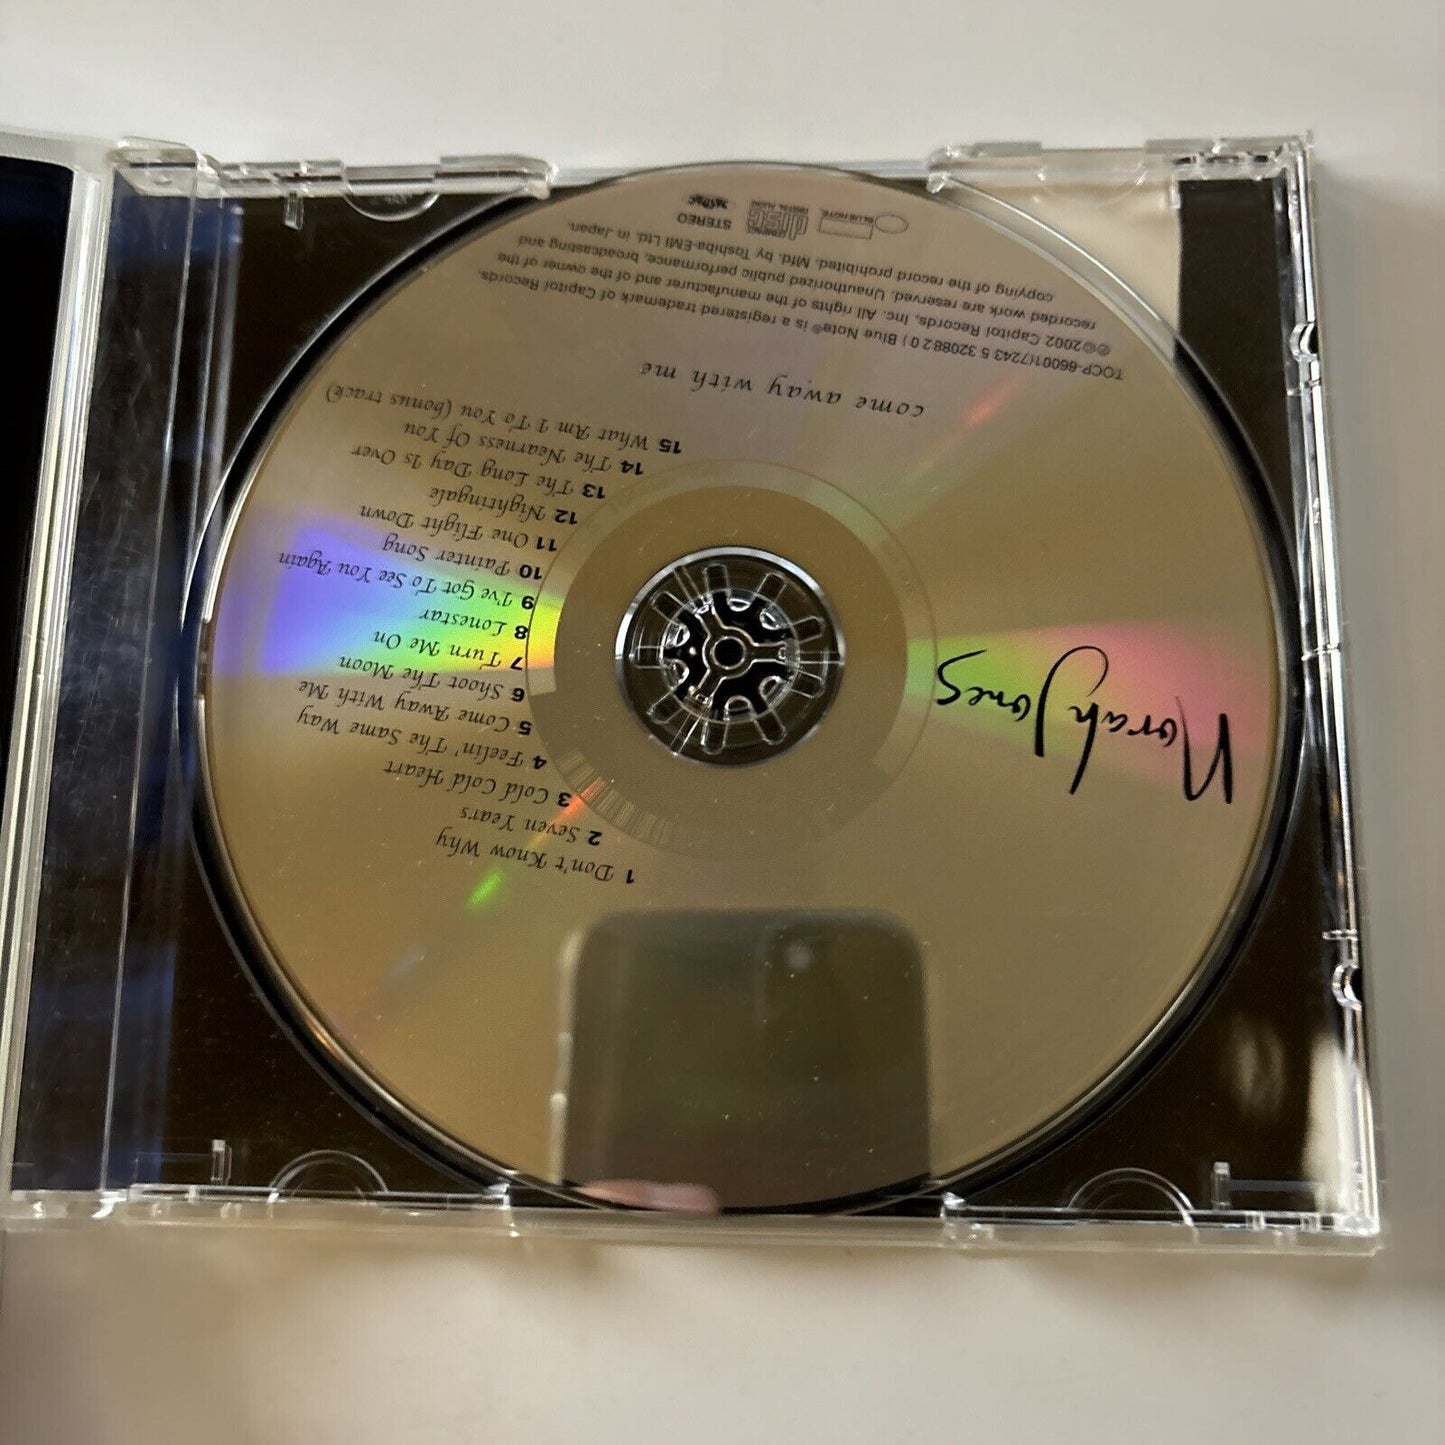 Norah Jones
1 Don't Know Why
2 Seven Years
3 Cold Cold Heart
4 Feelin' The Same Way
5 Come Away With Me
6 Shoot The Moon
7 Turn Me On
8 Lonestar
9 I've Got To See You Again
10 Painter Song
11 One Flight Down
12 Nightingale
13 The Long Day Is Over
14 The Nearness Of You
15 What Am I To You (bonus track)
come away with me
TOCP-66001(7243 5 32088 2 0) Blue Note® is a registered trademark of Capitol Records.
℗© 2002 Capitol Records, Inc. All rights of the manufacturer and of the owner of the
recorded work are reserved. Unauthorized public performance, broadcasting and
copying of the record prohibited. Mfd. by Toshiba-EMI Ltd. in Japan.
BLUE NOTE
COMPACT
disc
DIGITAL AUDIO
STEREO